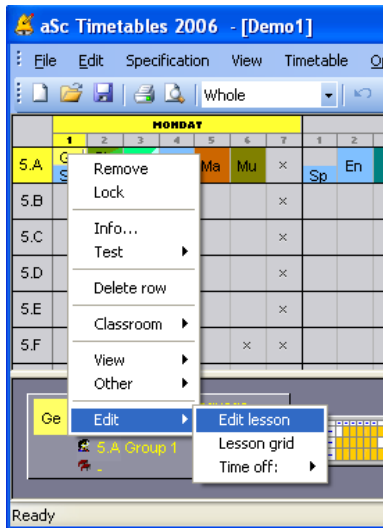 aSc Timetables 2006 - [Demo1]
File Edit Specification View Timetable
Whole
MONDAY
1 2 3 4 5 6 7 1 2
5.A G Ma Mu × Sp En
S
5.B ×
5.C ×
5.D ×
5.E ×
5.F × ×
Remove
Lock
Info...
Test
Delete row
Classroom
View
Other
Edit
Edit lesson
Lesson grid
Time off:
Ge
5.A Group 1
-
Ready